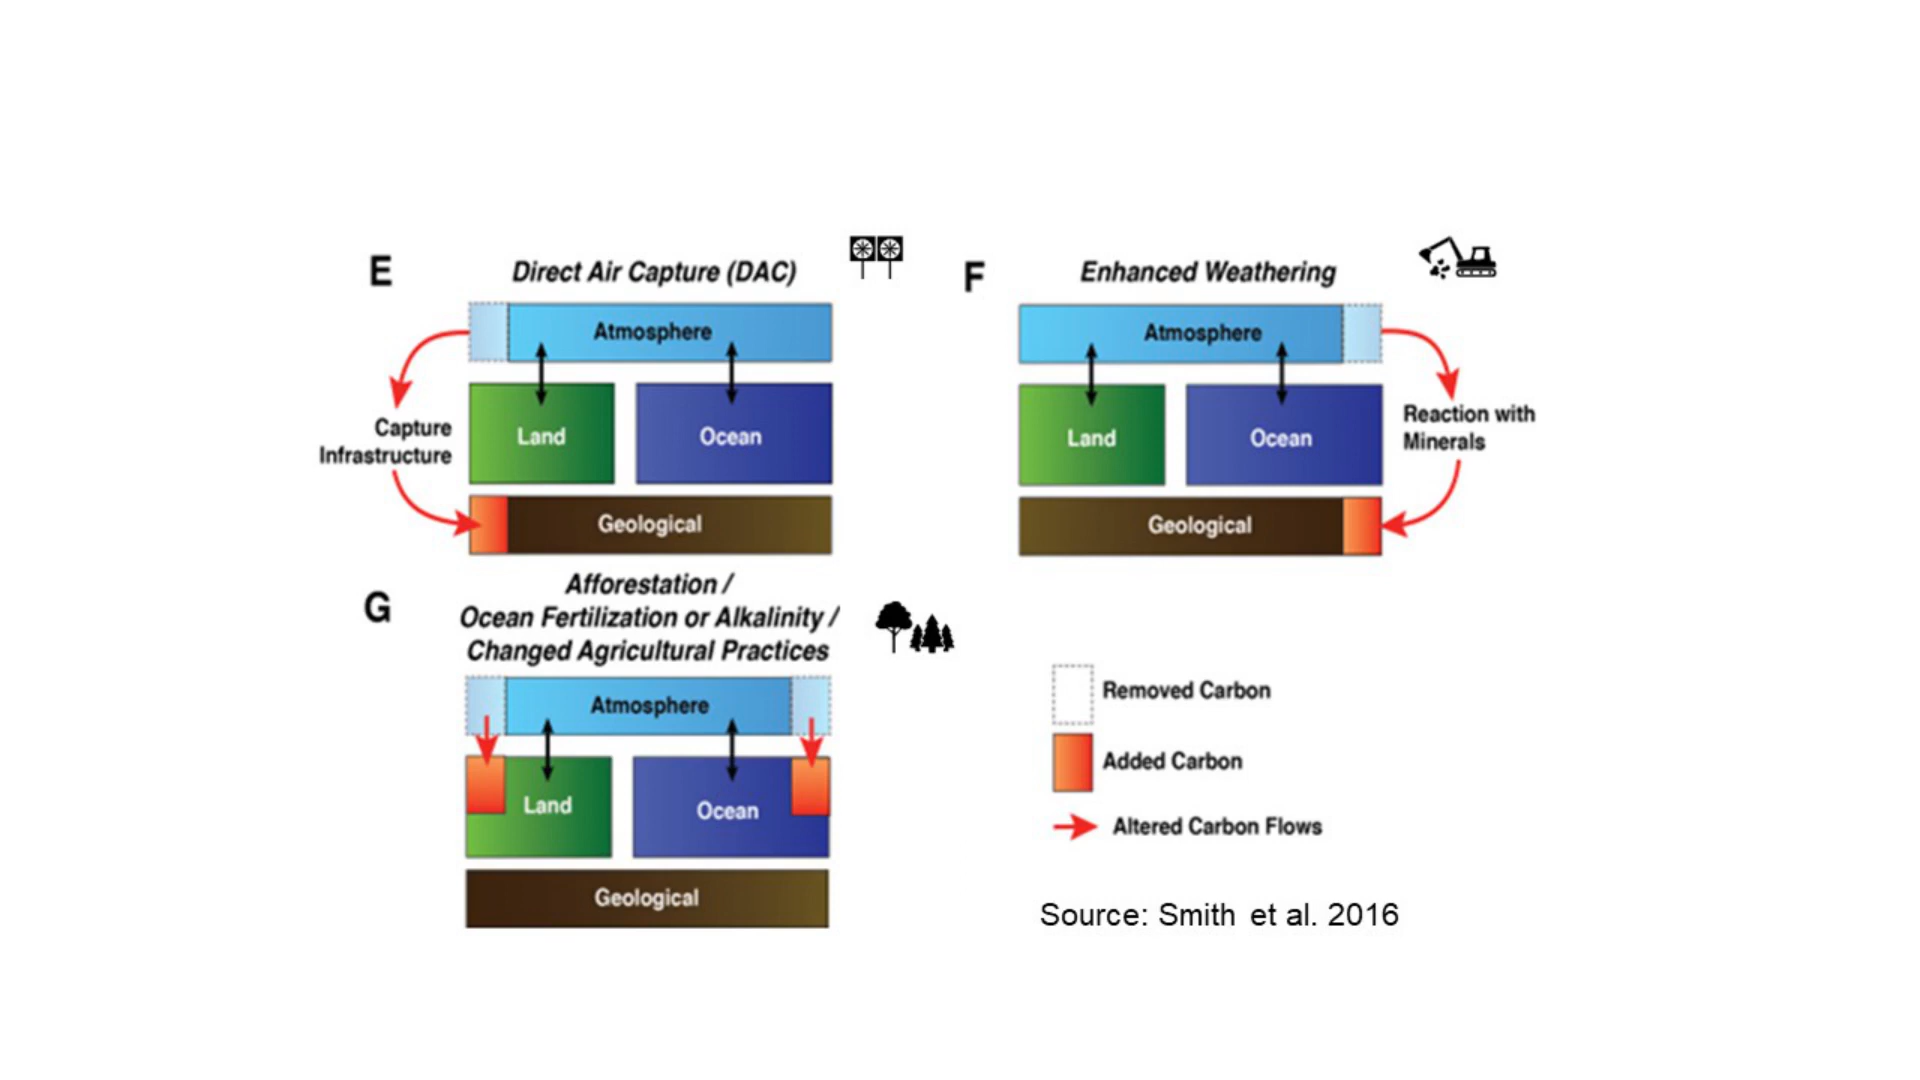 E
Direct Air Capture (DAC)
Atmosphere
Capture
Infrastructure
Land
Ocean
Geological
F
Enhanced Weathering
Atmosphere
Reaction with
Minerals
Land
Ocean
Geological
G
Afforestation /
Ocean Fertilization or Alkalinity /
Changed Agricultural Practices
Atmosphere
Land
Ocean
Geological
Removed Carbon
Added Carbon
Altered Carbon Flows
Source: Smith et al. 2016